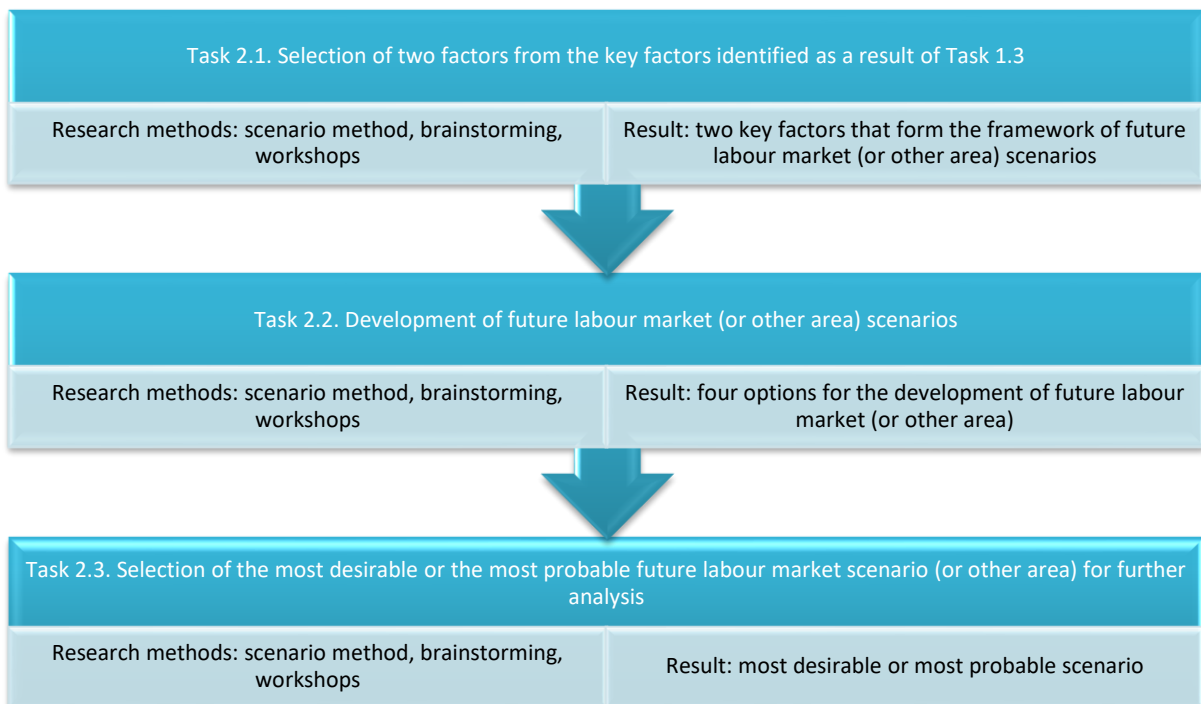 Task 2.1. Selection of two factors from the key factors identified as a result of Task 1.3
Research methods: scenario method, brainstorming,
workshops
Result: two key factors that form the framework of future
labour market (or other area) scenarios
Task 2.2. Development of future labour market (or other area) scenarios
Research methods: scenario method, brainstorming,
workshops
Result: four options for the development of future labour
market (or other area)
Task 2.3. Selection of the most desirable or the most probable future labour market scenario (or other area) for further
analysis
Research methods: scenario method, brainstorming,
workshops
Result: most desirable or most probable scenario